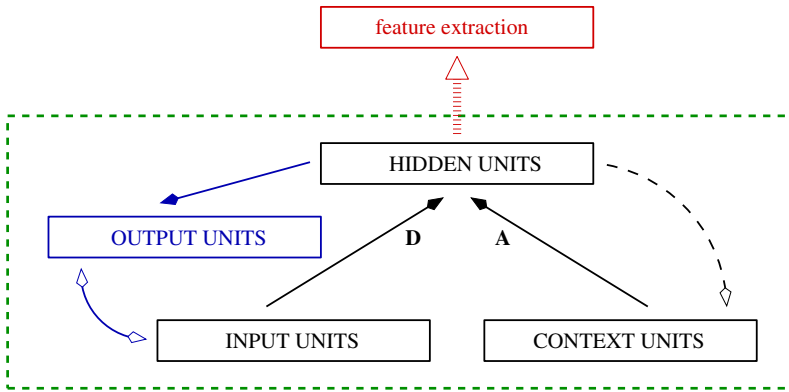 feature extraction
HIDDEN UNITS
OUTPUT UNITS
D
A
INPUT UNITS
CONTEXT UNITS